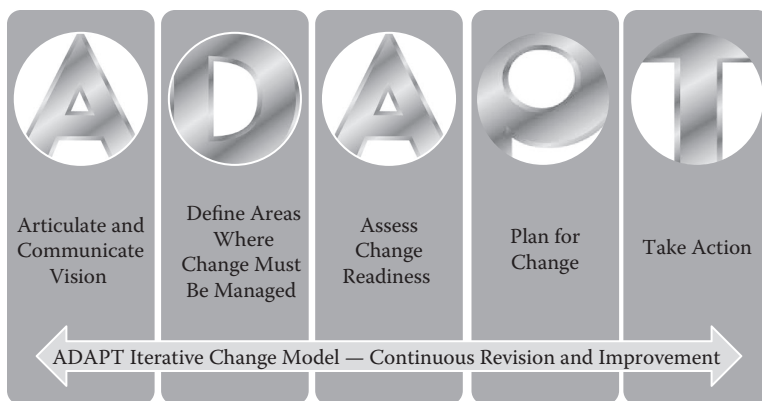 A
D
A
P
T
Articulate and
Communicate
Vision
Define Areas
Where
Change Must
Be Managed
Assess
Change
Readiness
Plan for
Change
Take Action
ADAPT Iterative Change Model — Continuous Revision and Improvement